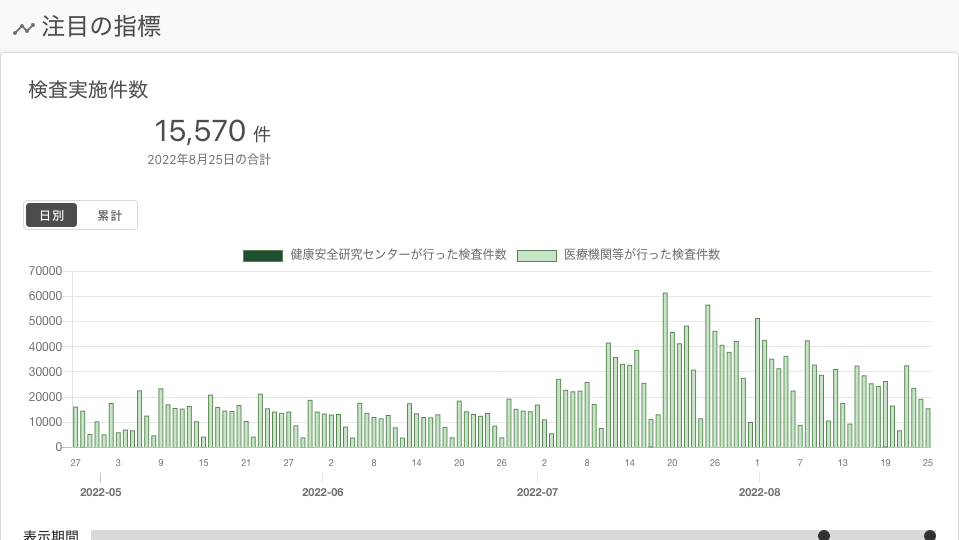 注目の指標
検査実施件数
15,570 件
2022年8月25日の合計
日別 累計
健康安全研究センターが行った検査件数 医療機関等が行った検査件数
70000
60000
50000
40000
30000
20000
10000
0
27 3 9 15 21 27 2 8 14 20 26 2 8 14 20 26 1 7 13 19 25
2022-05 2022-06 2022-07 2022-08
表示期間